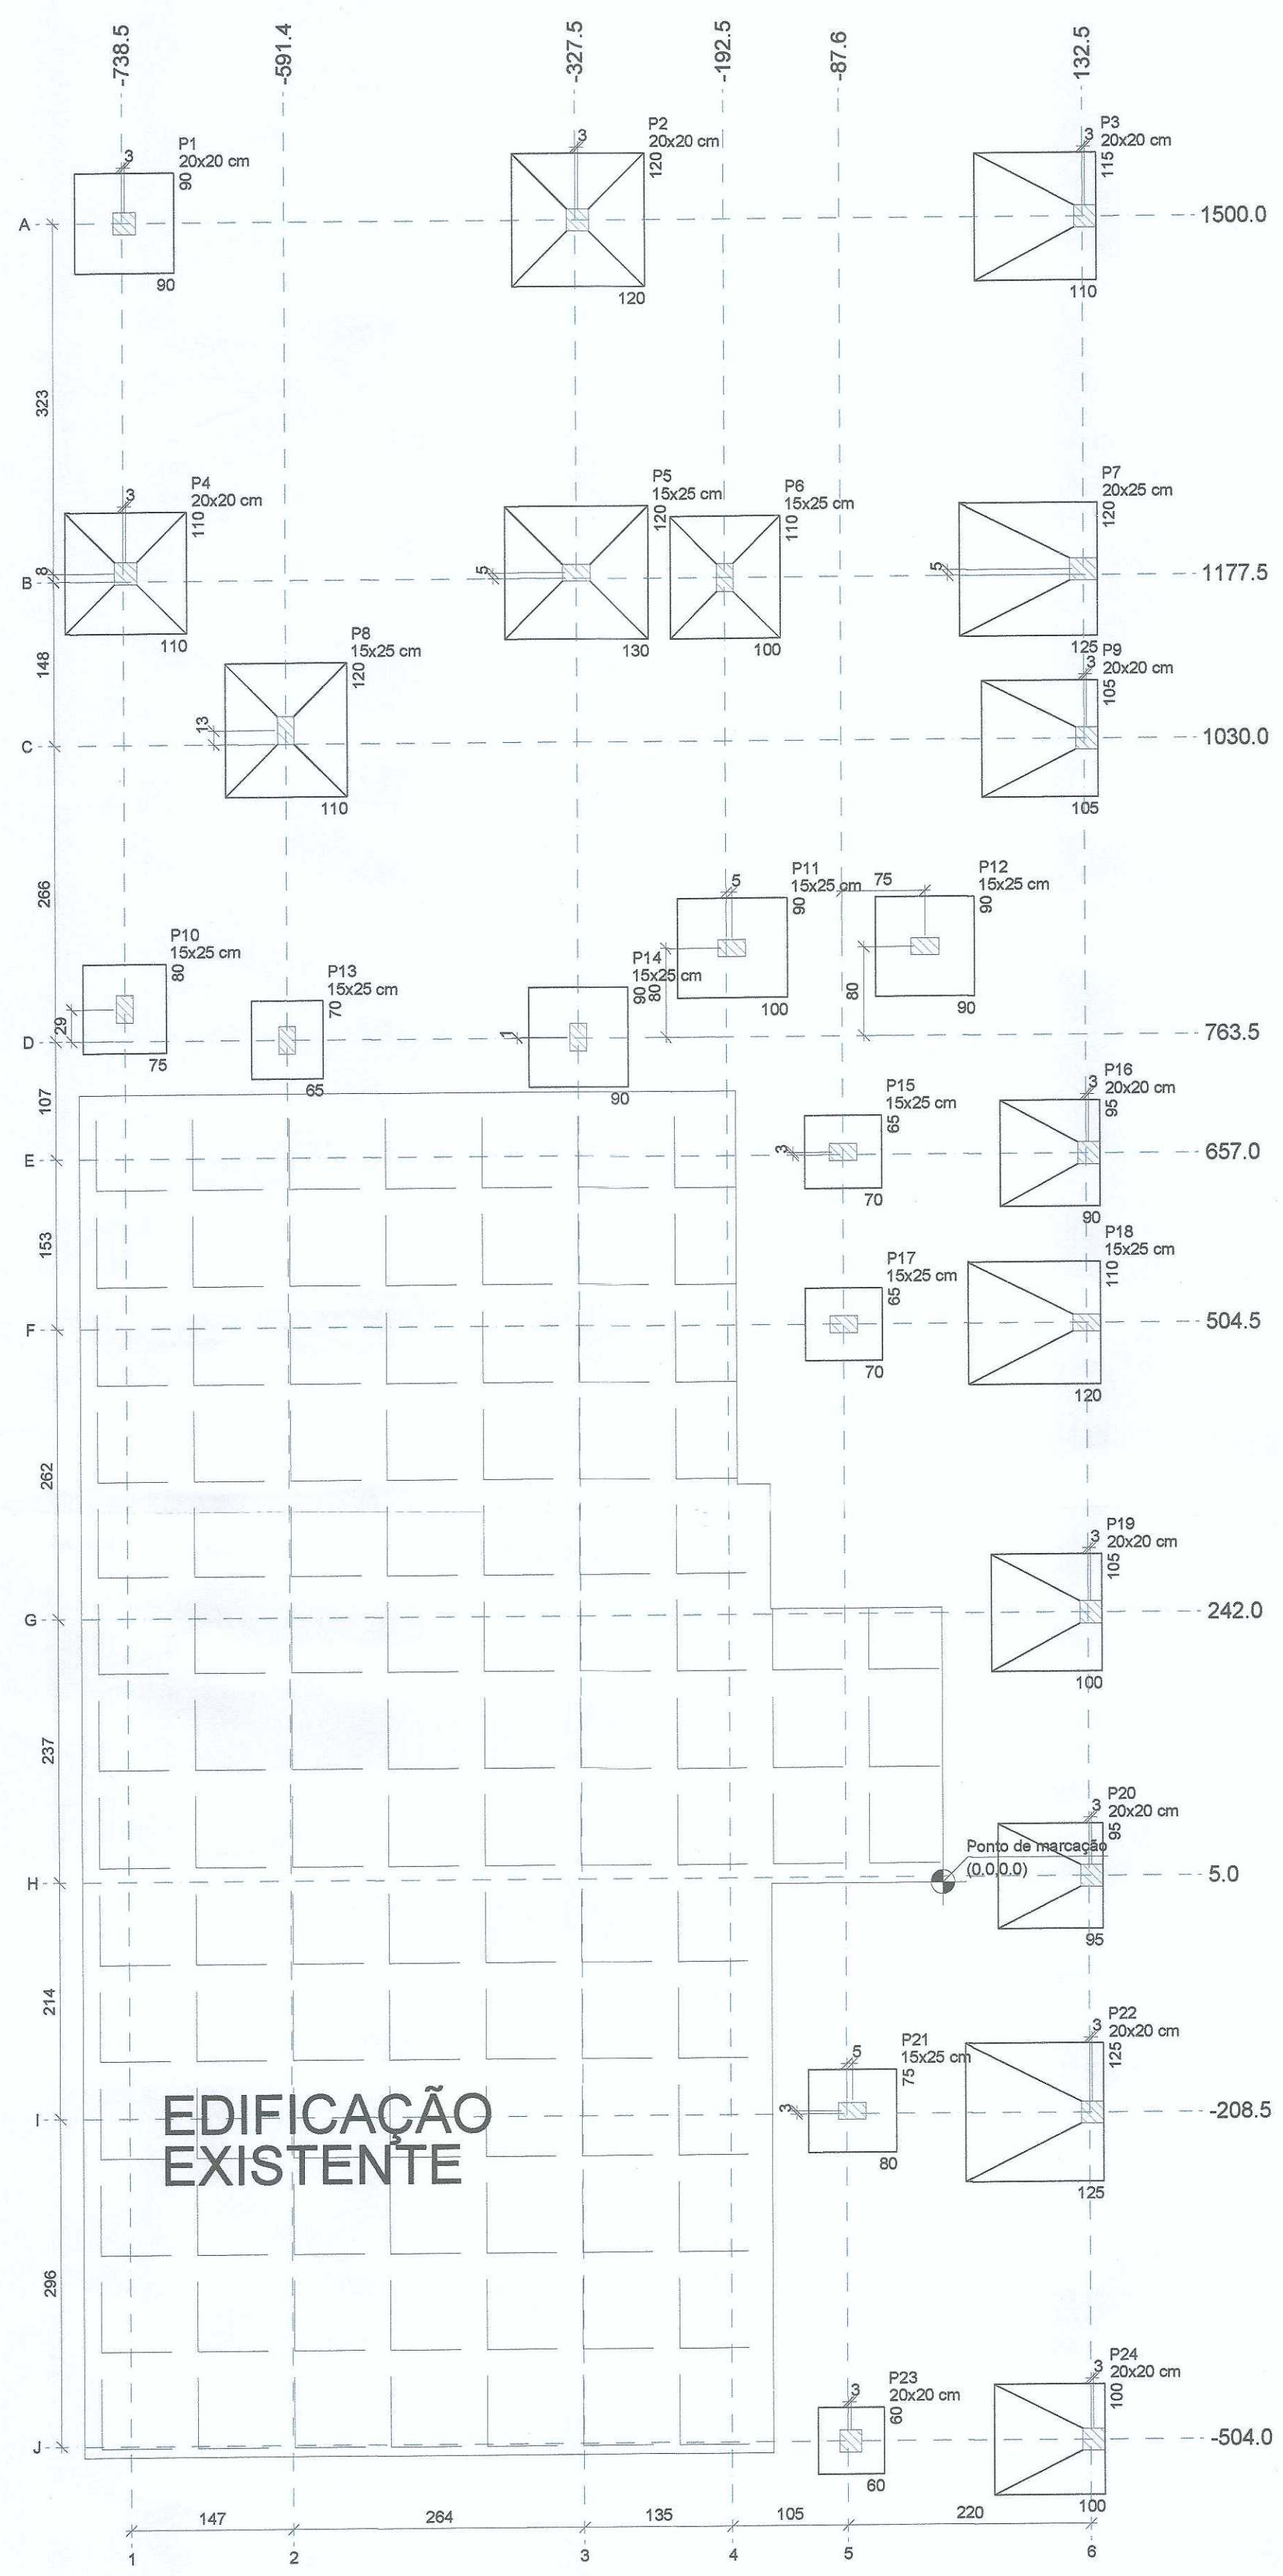 -738.5
-591.4
-327.5
-192.5
-87.6
-132.5
3
P1
20x20 cm
90
90
3
P2
20x20 cm
120
120
3
P3
20x20 cm
115
110
A
1500.0
323
3
P4
20x20 cm
110
8
110
P5
15x25 cm
120
5
130
P6
15x25 cm
110
100
P7
20x25 cm
120
5
125
B
1177.5
148
P8
15x25 cm
120
13
110
3
P9
20x20 cm
105
105
C
1030.0
266
P10
15x25 cm
80
29
75
P13
15x25 cm
70
65
P14
15x25 cm
90
1
90
5
P11
15x25 cm
90
80
100
75
P12
15x25 cm
90
80
90
D
763.5
107
P15
15x25 cm
65
3
70
3
P16
20x20 cm
95
90
E
657.0
153
P17
15x25 cm
65
70
P18
15x25 cm
110
120
F
504.5
262
3
P19
20x20 cm
105
100
G
242.0
237
3
P20
20x20 cm
95
Ponto de marcação
(0.0,0.0)
95
H
5.0
214
5
P21
15x25 cm
75
3
80
3
P22
20x20 cm
125
125
EDIFICAÇÃO
EXISTENTE
I
-208.5
296
3
P23
20x20 cm
60
60
3
P24
20x20 cm
100
100
J
-504.0
147
264
135
105
220
1
2
3
4
5
6